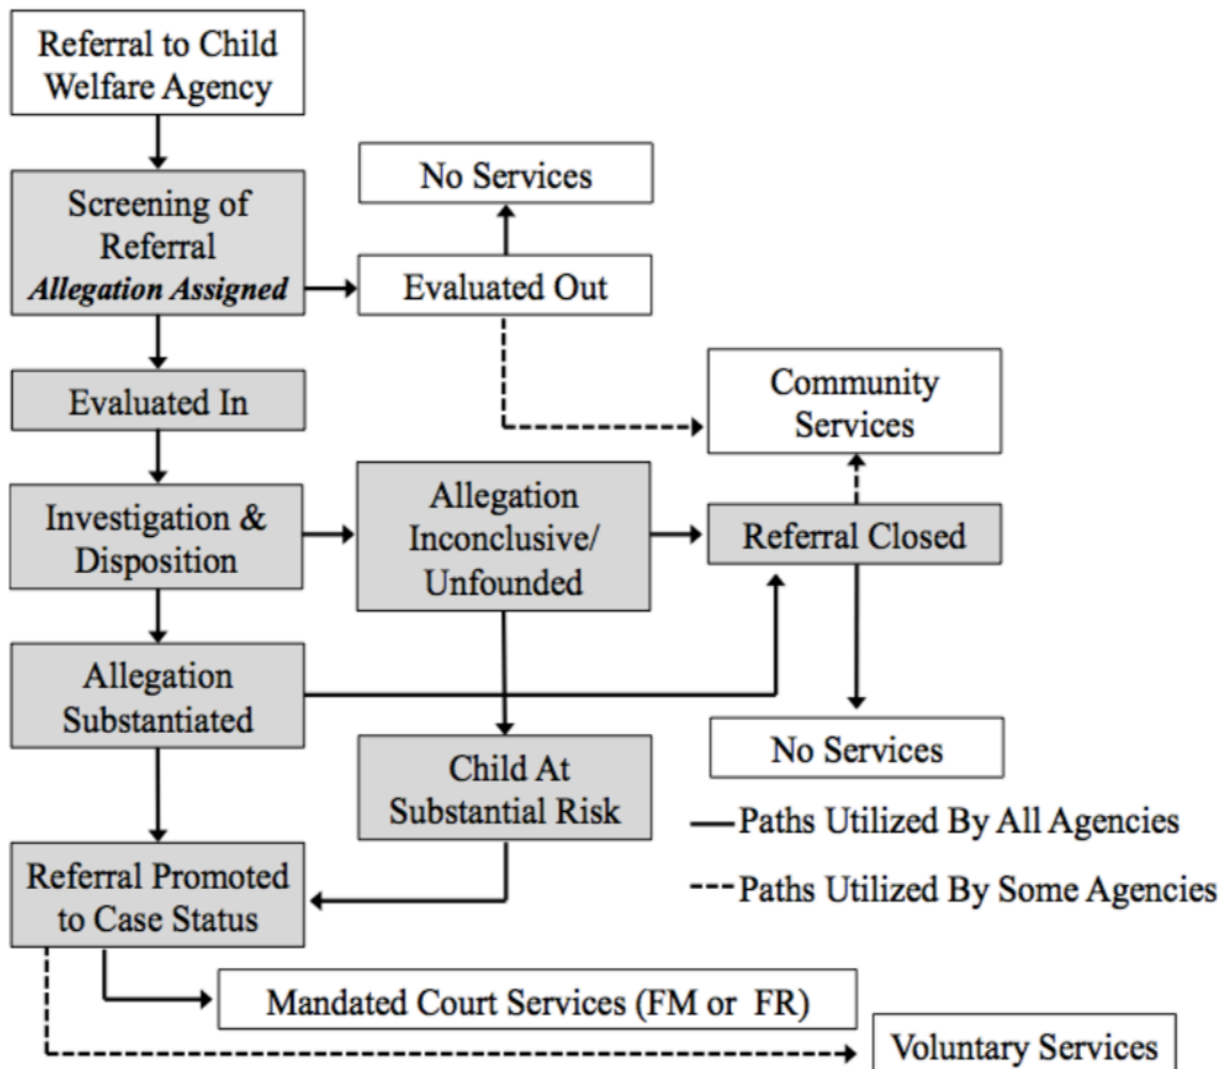 Referral to Child
Welfare Agency
Screening of
Referral
Allegation Assigned
No Services
Evaluated Out
Evaluated In
Community
Services
Investigation &
Disposition
Allegation
Inconclusive/
Unfounded
Referral Closed
Allegation
Substantiated
Child At
Substantial Risk
No Services
Paths Utilized By All Agencies
Paths Utilized By Some Agencies
Referral Promoted
to Case Status
Mandated Court Services (FM or FR)
Voluntary Services